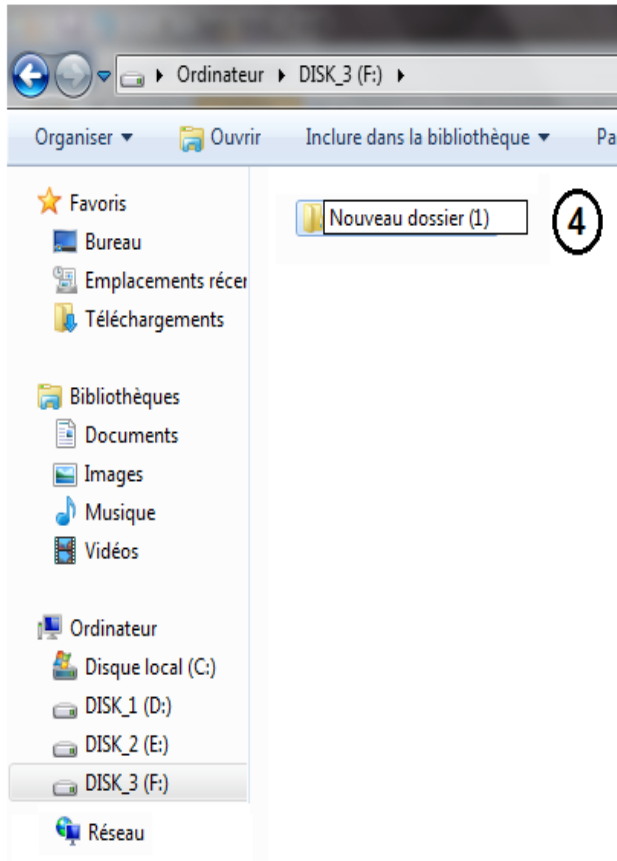 Ordinateur ▸ DISK_3 (F:) ▸
Organiser Ouvrir Inclure dans la bibliothèque Pa
Favoris
Nouveau dossier (1) 4
Bureau
Emplacements récer
Téléchargements
Bibliothèques
Documents
Images
Musique
Vidéos
Ordinateur
Disque local (C:)
DISK_1 (D:)
DISK_2 (E:)
DISK_3 (F:)
Réseau